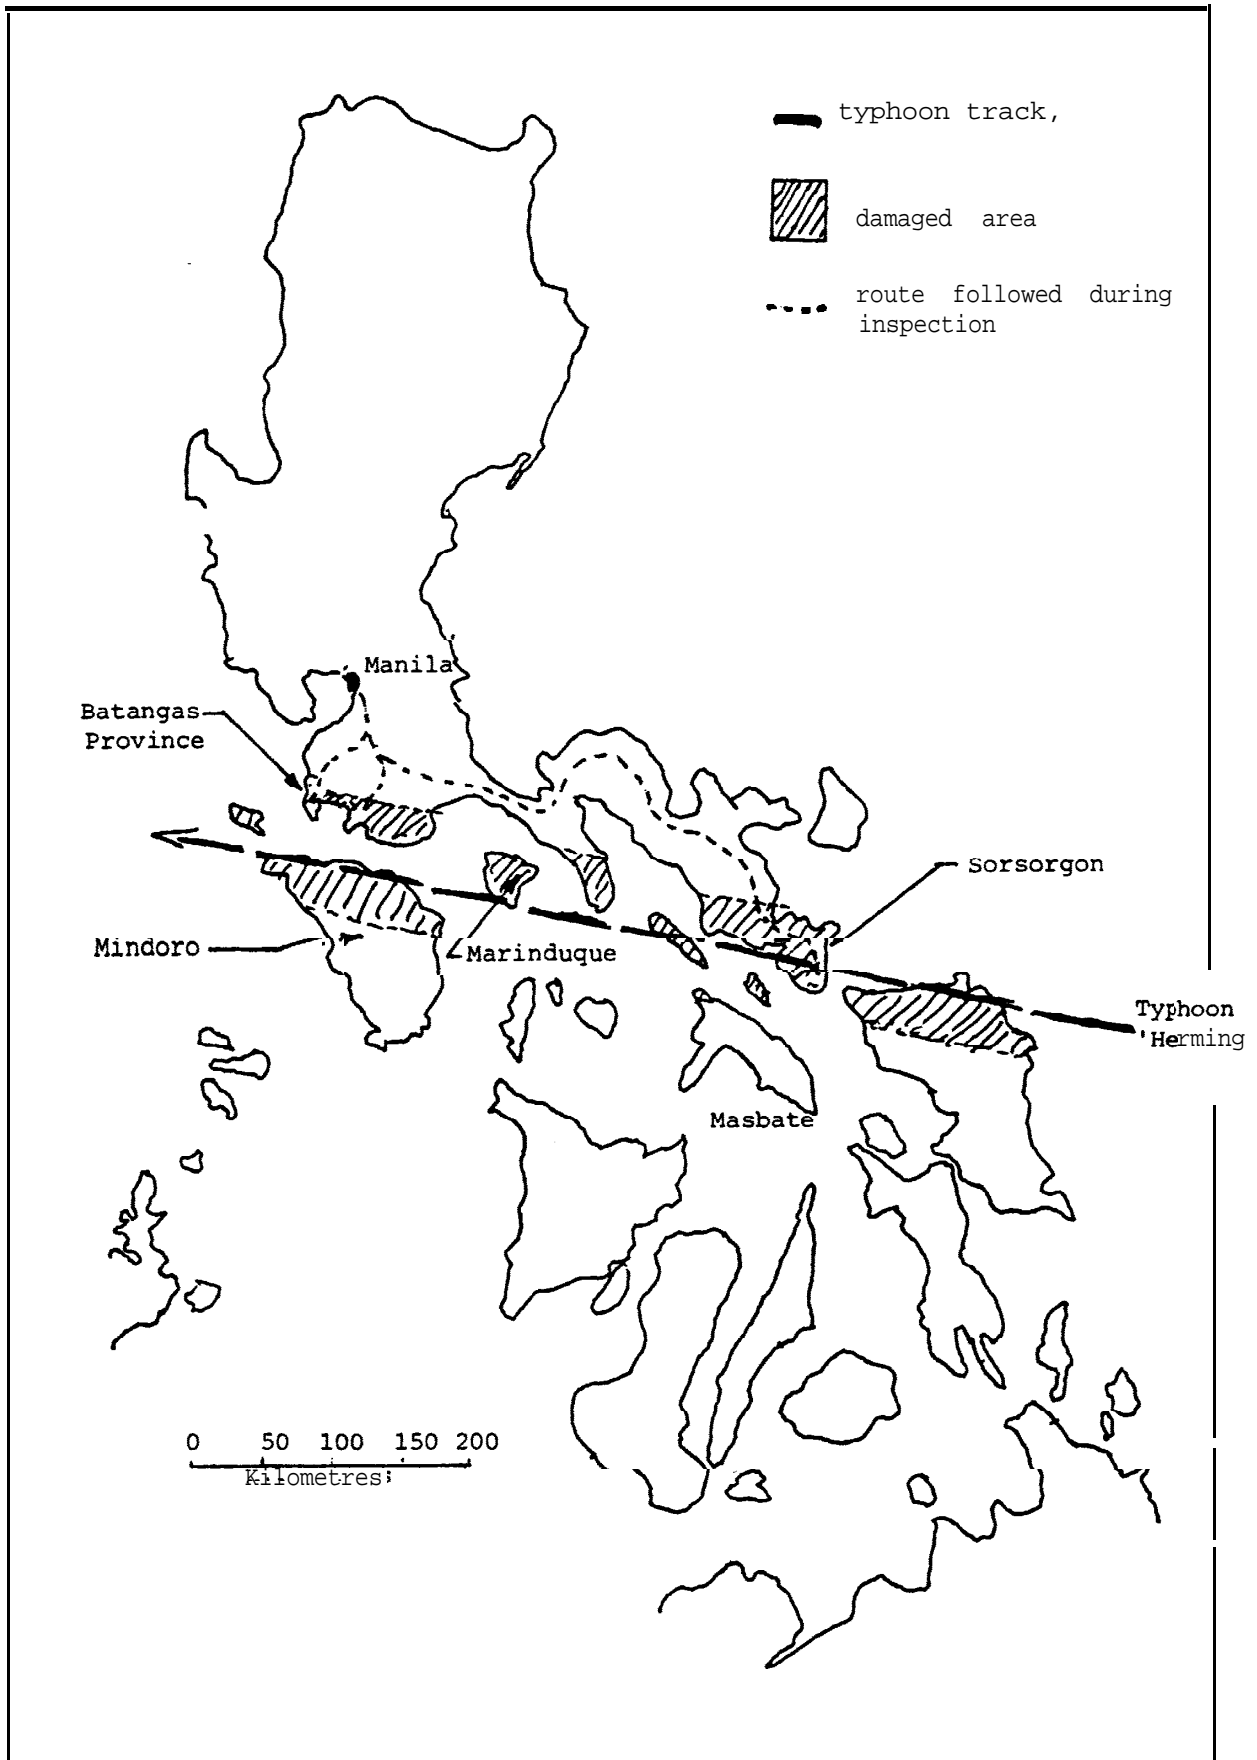 typhoon track,
damaged area
route followed during
inspection
Manila
Batangas
Province
Sorsorgon
Mindoro
Marinduque
Typhoon
'Herming
Masbate
0 50 100 150 200
Kilometres